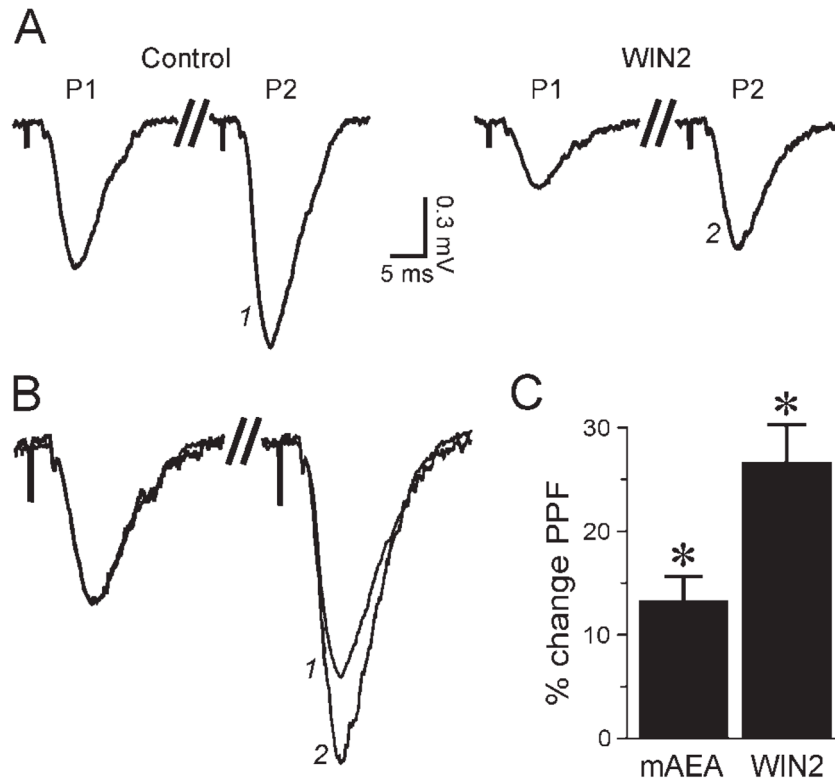 A
Control
WIN2
P1
P2
P1
P2
1
2
0.3 mV
5 ms
B
1
2
C
% change PPF
30
20
10
0
*
*
mAEA
WIN2